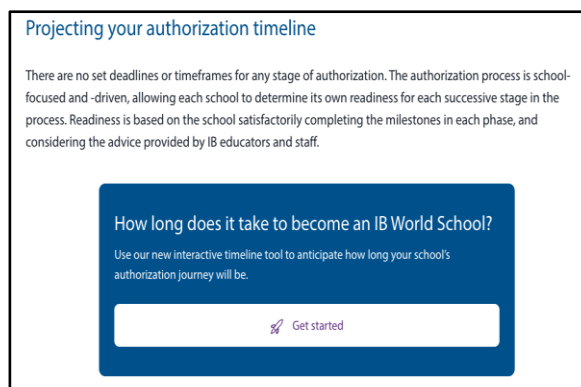 Projecting your authorization timeline
There are no set deadlines or timeframes for any stage of authorization. The authorization process is school-
focused and -driven, allowing each school to determine its own readiness for each successive stage in the
process. Readiness is based on the school satisfactorily completing the milestones in each phase, and
considering the advice provided by IB educators and staff.
How long does it take to become an IB World School?
Use our new interactive timeline tool to anticipate how long your school's
authorization journey will be.
Get started